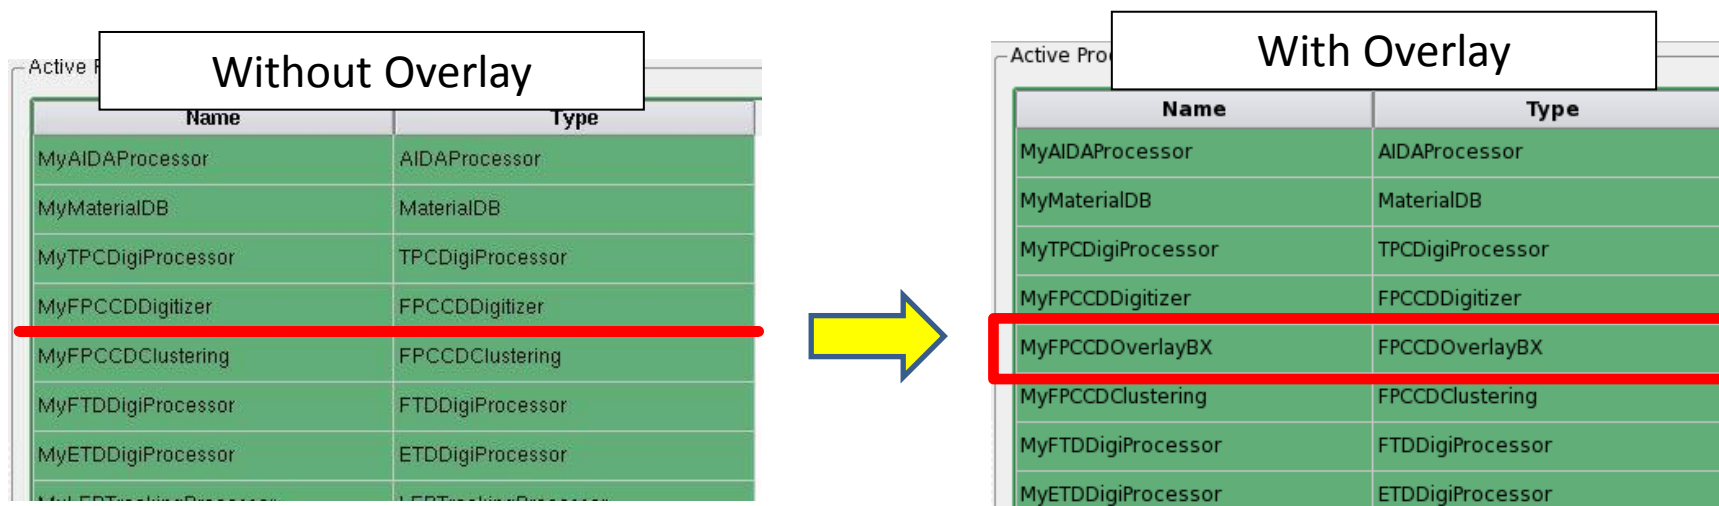 Without Overlay
Active
Name Type
MyAIDAProcessor AIDAProcessor
MyMaterialDB MaterialDB
MyTPCDigiProcessor TPCDigiProcessor
MyFPCCDDigitizer FPCCDDigitizer
MyFPCCDClustering FPCCDClustering
MyFTDDigiProcessor FTDDigiProcessor
MyETDDigiProcessor ETDDigiProcessor
With Overlay
Active Pro
Name Type
MyAIDAProcessor AIDAProcessor
MyMaterialDB MaterialDB
MyTPCDigiProcessor TPCDigiProcessor
MyFPCCDDigitizer FPCCDDigitizer
MyFPCCDOverlayBX FPCCDOverlayBX
MyFPCCDClustering FPCCDClustering
MyFTDDigiProcessor FTDDigiProcessor
MyETDDigiProcessor ETDDigiProcessor